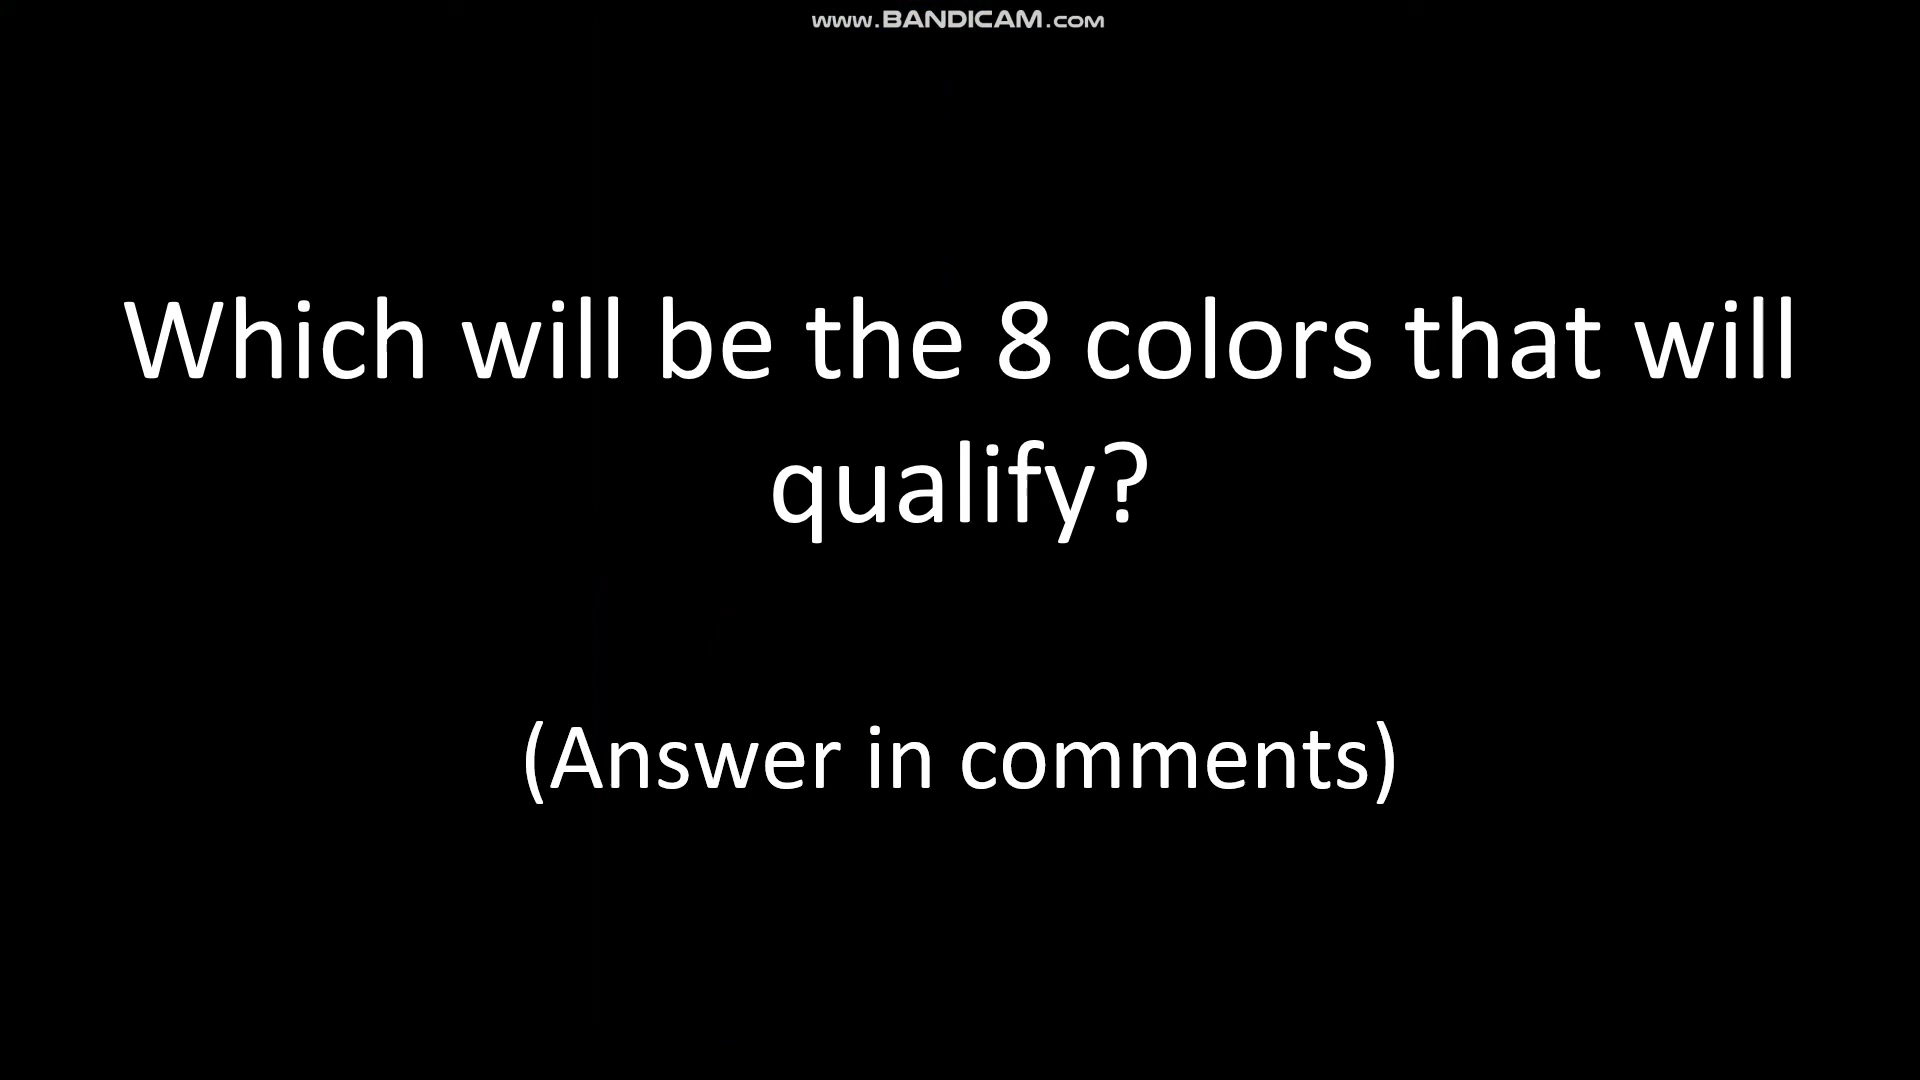 www.BANDICAM.com
Which will be the 8 colors that will
qualify?
(Answer in comments)